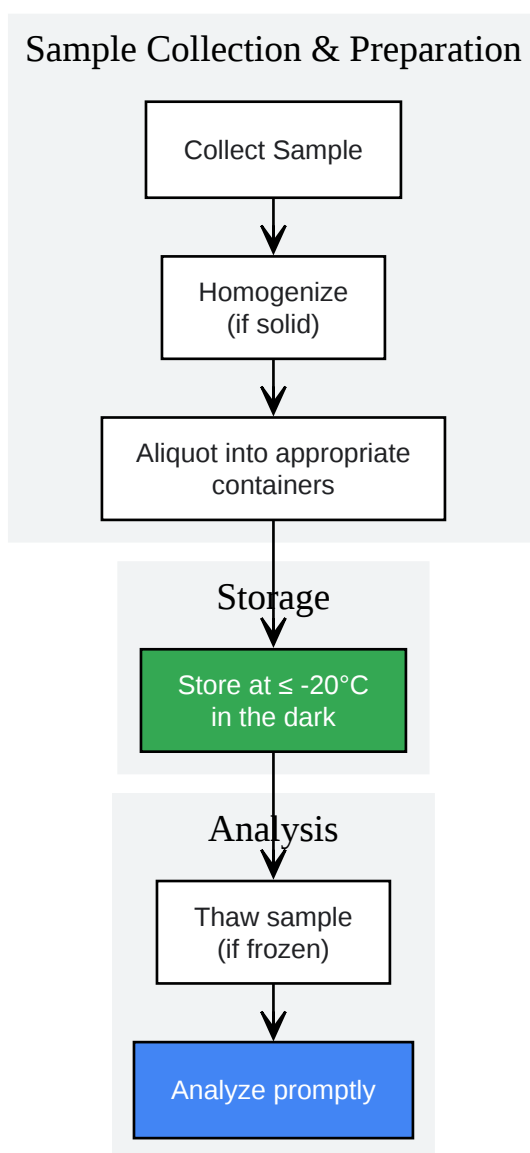 Sample Collection & Preparation
Collect Sample
Homogenize
(if solid)
Aliquot into appropriate
containers
Storage
Store at ≤ -20°C
in the dark
Analysis
Thaw sample
(if frozen)
Analyze promptly